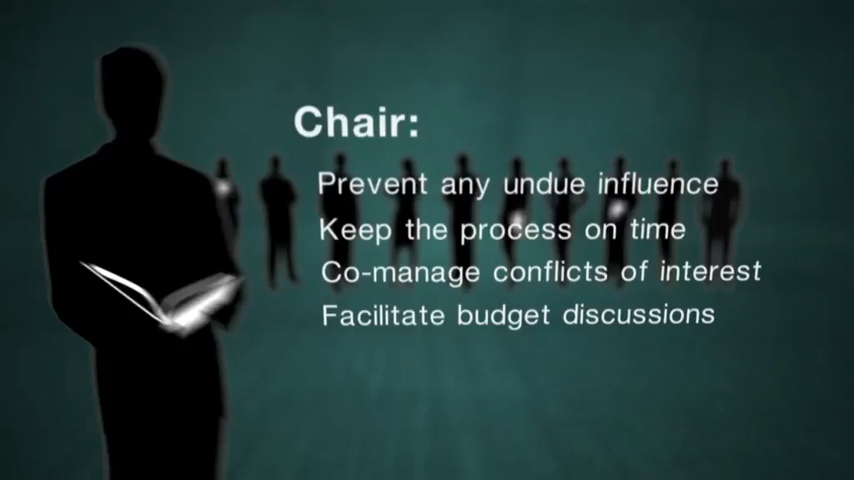 Chair:
Prevent any undue influence
Keep the process on time
Co-manage conflicts of interest
Facilitate budget discussions